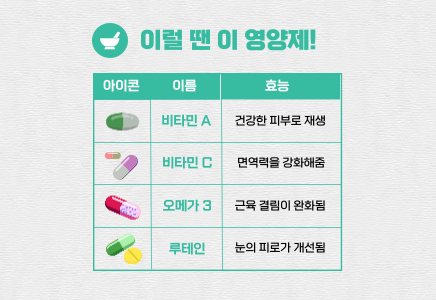 이럴 땐 이 영양제!
아이콘 이름 효능
비타민 A 건강한 피부로 재생
비타민 C 면역력을 강화해줌
오메가 3 근육 결림이 완화됨
루테인 눈의 피로가 개선됨